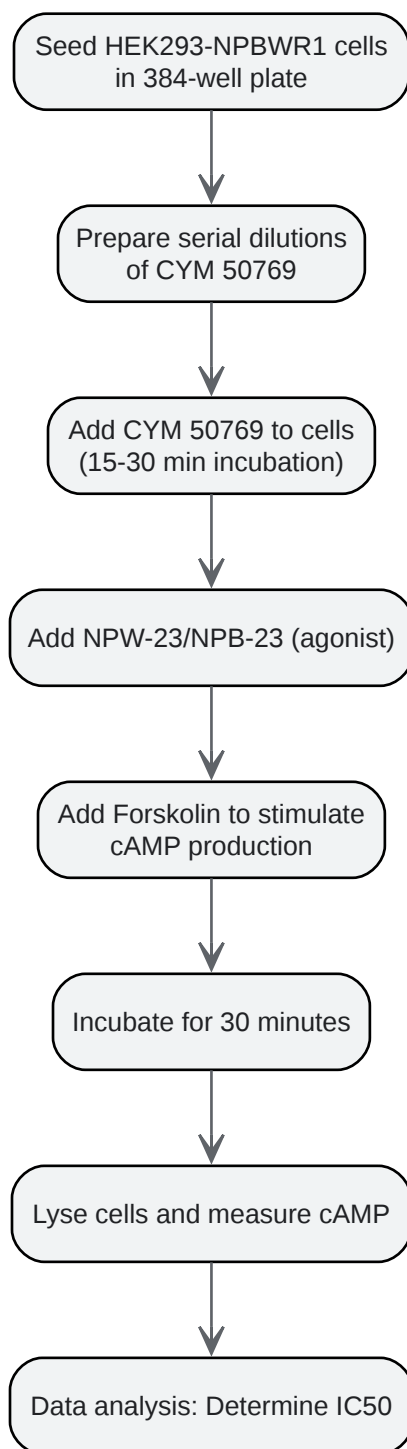 Seed HEK293-NPBWR1 cells
in 384-well plate
Prepare serial dilutions
of CYM 50769
Add CYM 50769 to cells
(15-30 min incubation)
Add NPW-23/NPB-23 (agonist)
Add Forskolin to stimulate
cAMP production
Incubate for 30 minutes
Lyse cells and measure cAMP
Data analysis: Determine IC50